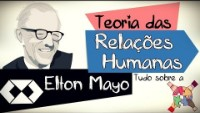 Teoria das
Relações
Humanas
Elton Mayo
Tudo sobre a